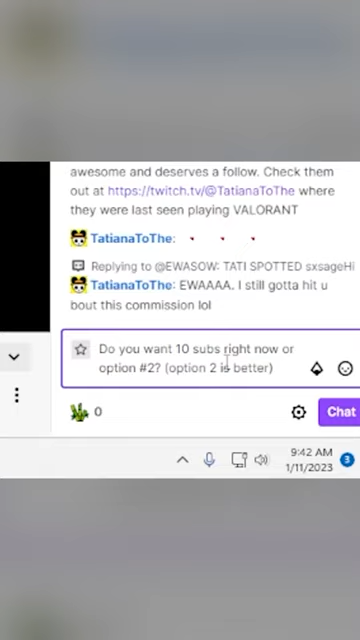 awesome and deserves a follow. Check them
out at https://twitch.tv/@TatianaToThe where
they were last seen playing VALORANT
TatianaToThe:
Replying to @EWASOW: TATI SPOTTED sxsageHi
TatianaToThe: EWAAAA. I still gotta hit u
bout this commission lol
Do you want 10 subs right now or
option #2? (option 2 is better)
0
Chat
9:42 AM
1/11/2023
3